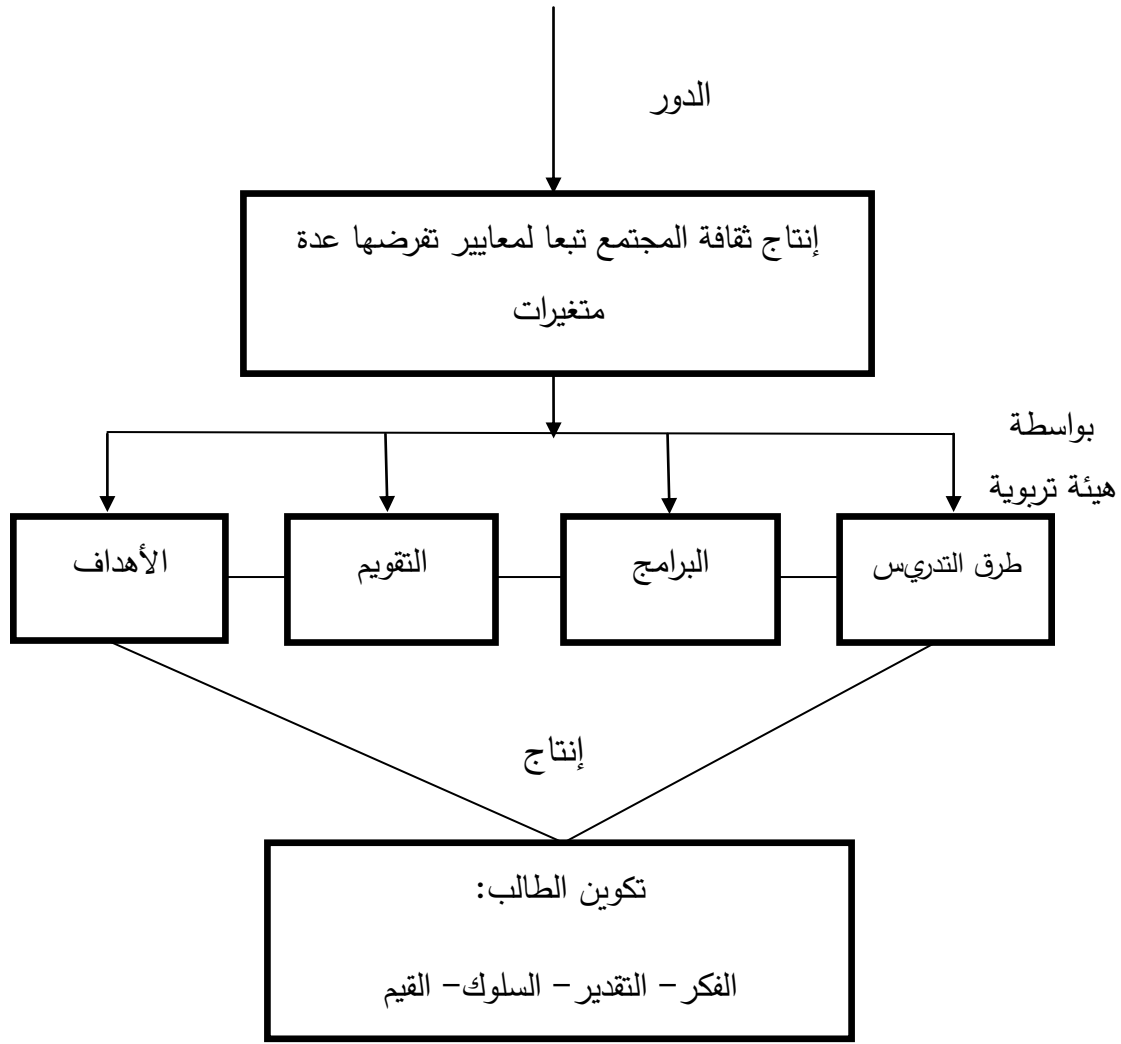 الدور
إنتاج ثقافة المجتمع تبعا لمعايير تفرضها عدة
متغيرات
بواسطة
هيئة تربوية
طرق التدريس
البرامج
التقويم
الأهداف
إنتاج
تكوين الطالب:
الفكر – التقدير – السلوك– القيم